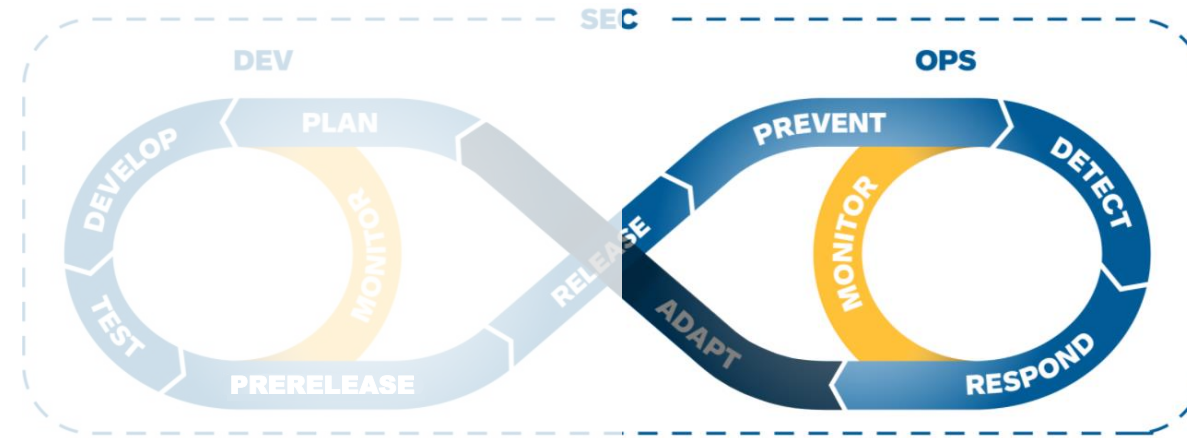 SEC
DEV
OPS
PLAN
DEVELOP
TEST
PRERELEASE
MONITOR
RELEASE
PREVENT
DETECT
RESPOND
MONITOR
ADAPT